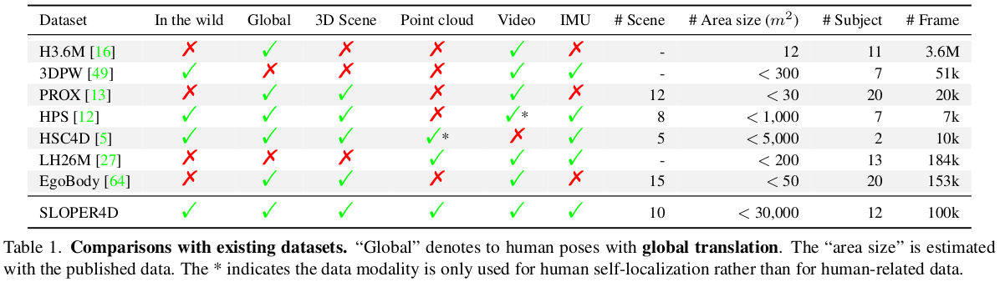 Dataset In the wild Global 3D Scene Point cloud Video IMU # Scene # Area size (m²) # Subject # Frame
H3.6M [16] ✗ ✓ ✗ ✗ ✓ ✗ - 12 11 3.6M
3DPW [49] ✓ ✗ ✗ ✗ ✓ ✓ - < 300 7 51k
PROX [13] ✗ ✓ ✓ ✗ ✓ ✗ 12 < 30 20 20k
HPS [12] ✓ ✓ ✓ ✗ ✓* ✓ 8 < 1,000 7 7k
HSC4D [5] ✓ ✓ ✓ ✓* ✗ ✓ 5 < 5,000 2 10k
LH26M [27] ✗ ✗ ✗ ✓ ✓ ✓ - < 200 13 184k
EgoBody [64] ✗ ✓ ✓ ✗ ✓ ✗ 15 < 50 20 153k
SLOPER4D ✓ ✓ ✓ ✓ ✓ ✓ 10 < 30,000 12 100k
Table 1. Comparisons with existing datasets. “Global” denotes to human poses with global translation. The “area size” is estimated
with the published data. The * indicates the data modality is only used for human self-localization rather than for human-related data.